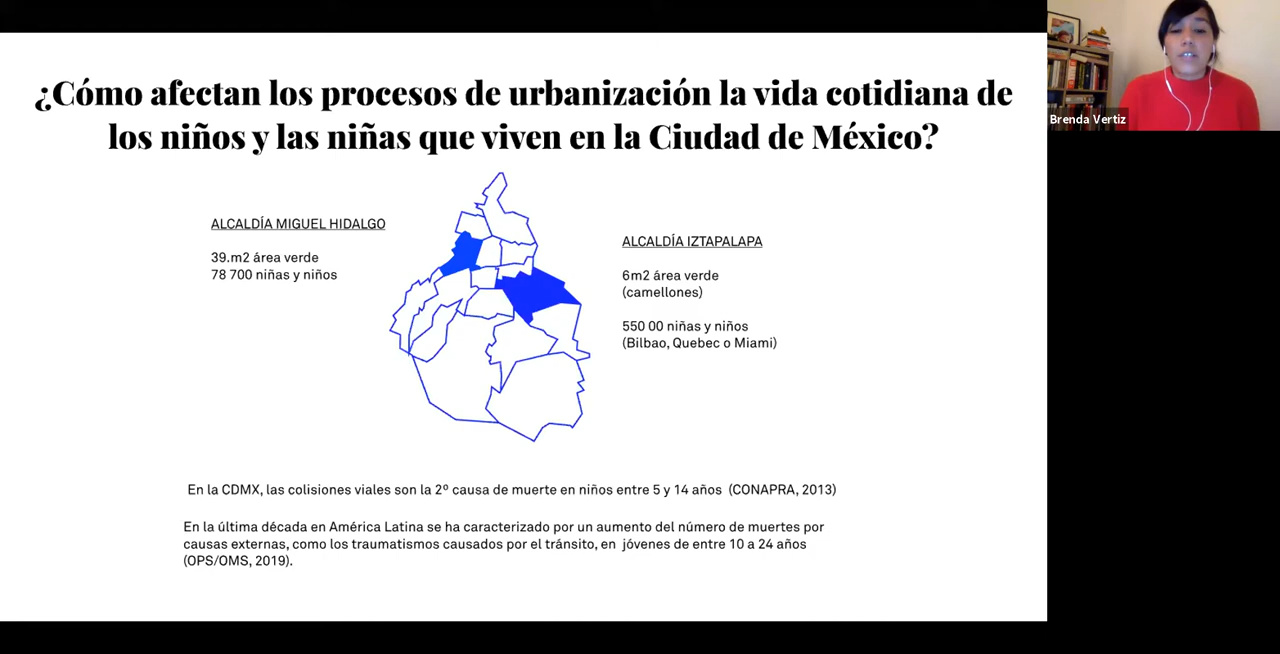 ¿Cómo afectan los procesos de urbanización la vida cotidiana de
los niños y las niñas que viven en la Ciudad de México?
Brenda Vertiz
ALCALDÍA MIGUEL HIDALGO
39.m2 área verde
78 700 niñas y niños
ALCALDÍA IZTAPALAPA
6m2 área verde
(camellones)
550 00 niñas y niños
(Bilbao, Quebec o Miami)
En la CDMX, las colisiones viales son la 2º causa de muerte en niños entre 5 y 14 años (CONAPRA, 2013)
En la última década en América Latina se ha caracterizado por un aumento del número de muertes por
causas externas, como los traumatismos causados por el tránsito, en jóvenes de entre 10 a 24 años
(OPS/OMS, 2019).